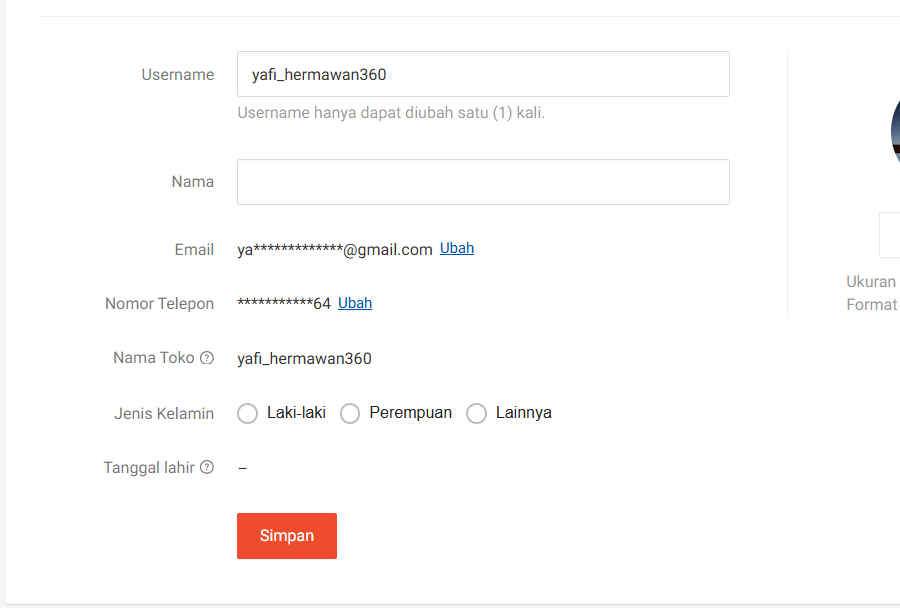 Username yafi_hermawan360
Username hanya dapat diubah satu (1) kali.
Nama
Email ya*************@gmail.com Ubah
Nomor Telepon ***********64 Ubah
Nama Toko ? yafi_hermawan360
Jenis Kelamin Laki-laki Perempuan Lainnya
Tanggal lahir ? –
Simpan
Ukuran
Format